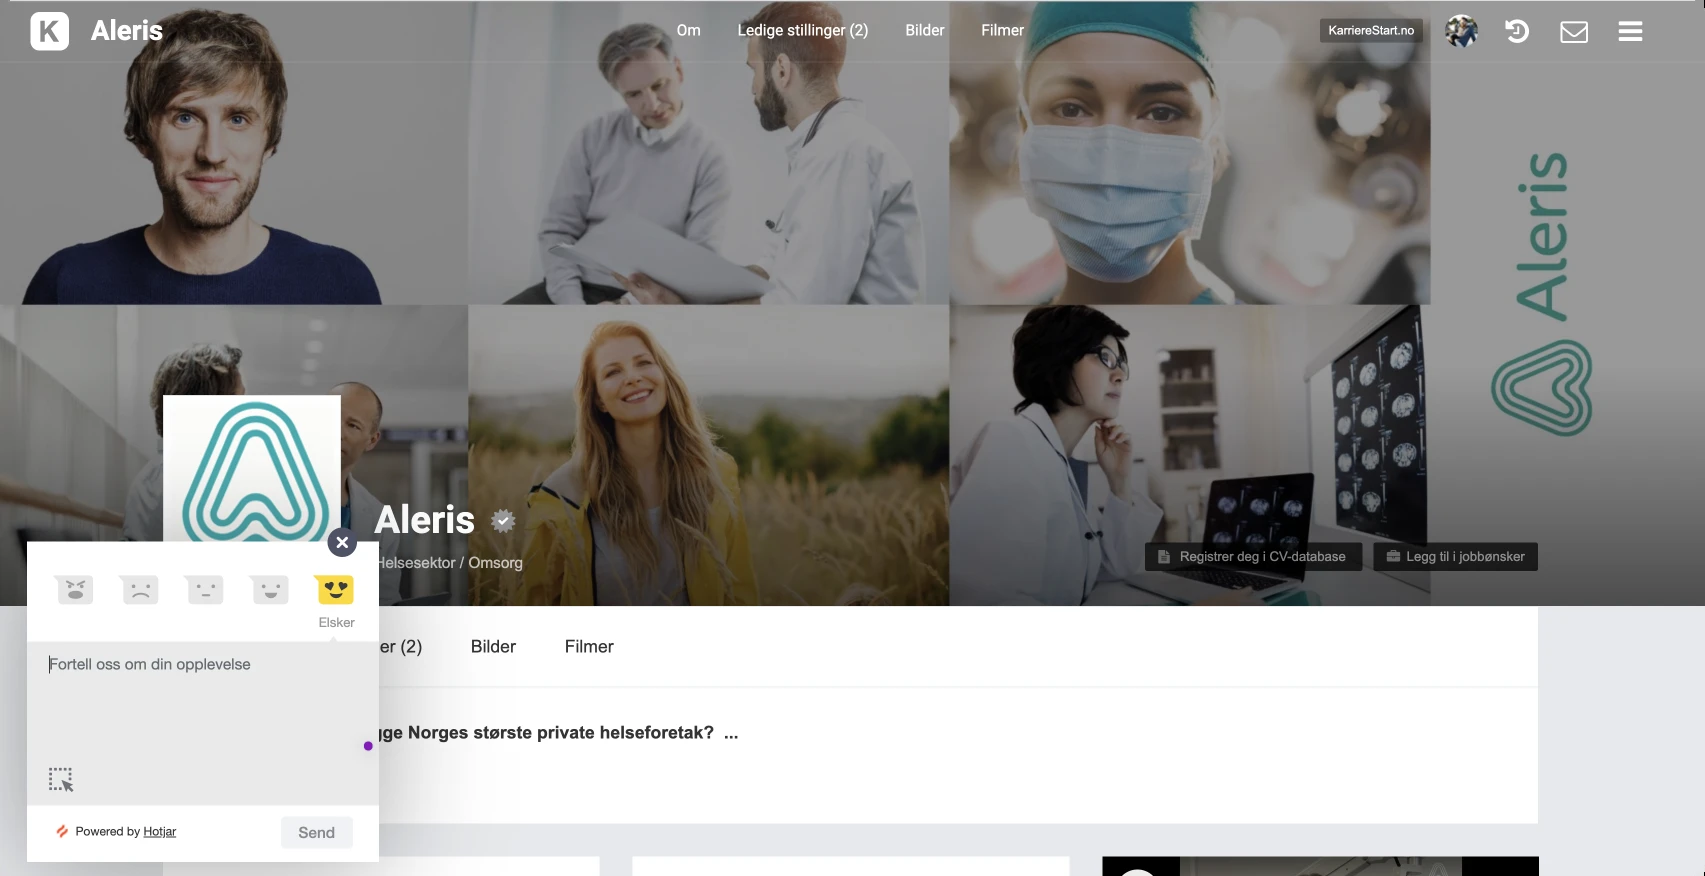 K Aleris
Om
Ledige stillinger (2)
Bilder
Filmer
KarriereStart.no
Aleris
Aleris
Helsesektor / Omsorg
Registrer deg i CV-database
Legg til i jobbønsker
Elsker
Fortell oss om din opplevelse
Powered by Hotjar
Send
er (2)
Bilder
Filmer
gge Norges største private helseforetak? ...